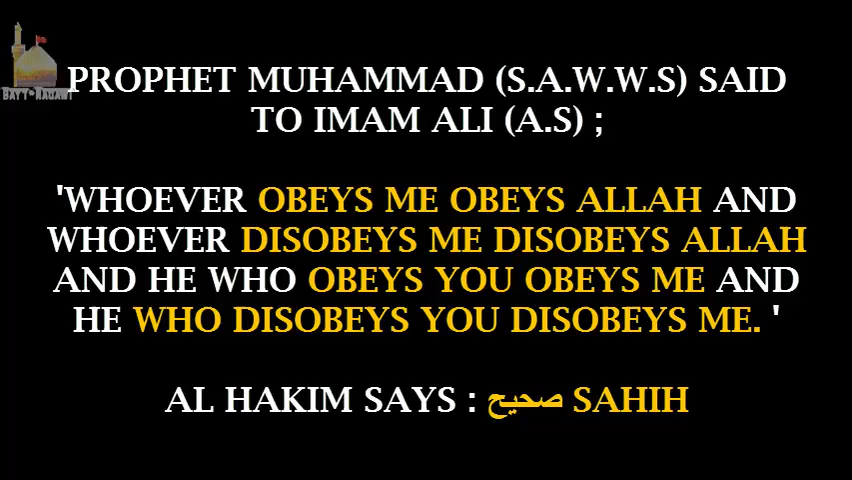 PROPHET MUHAMMAD (S.A.W.W.S) SAID
TO IMAM ALI (A.S) ;
'WHOEVER OBEYS ME OBEYS ALLAH AND
WHOEVER DISOBEYS ME DISOBEYS ALLAH
AND HE WHO OBEYS YOU OBEYS ME AND
HE WHO DISOBEYS YOU DISOBEYS ME. '
AL HAKIM SAYS : صحيح SAHIH